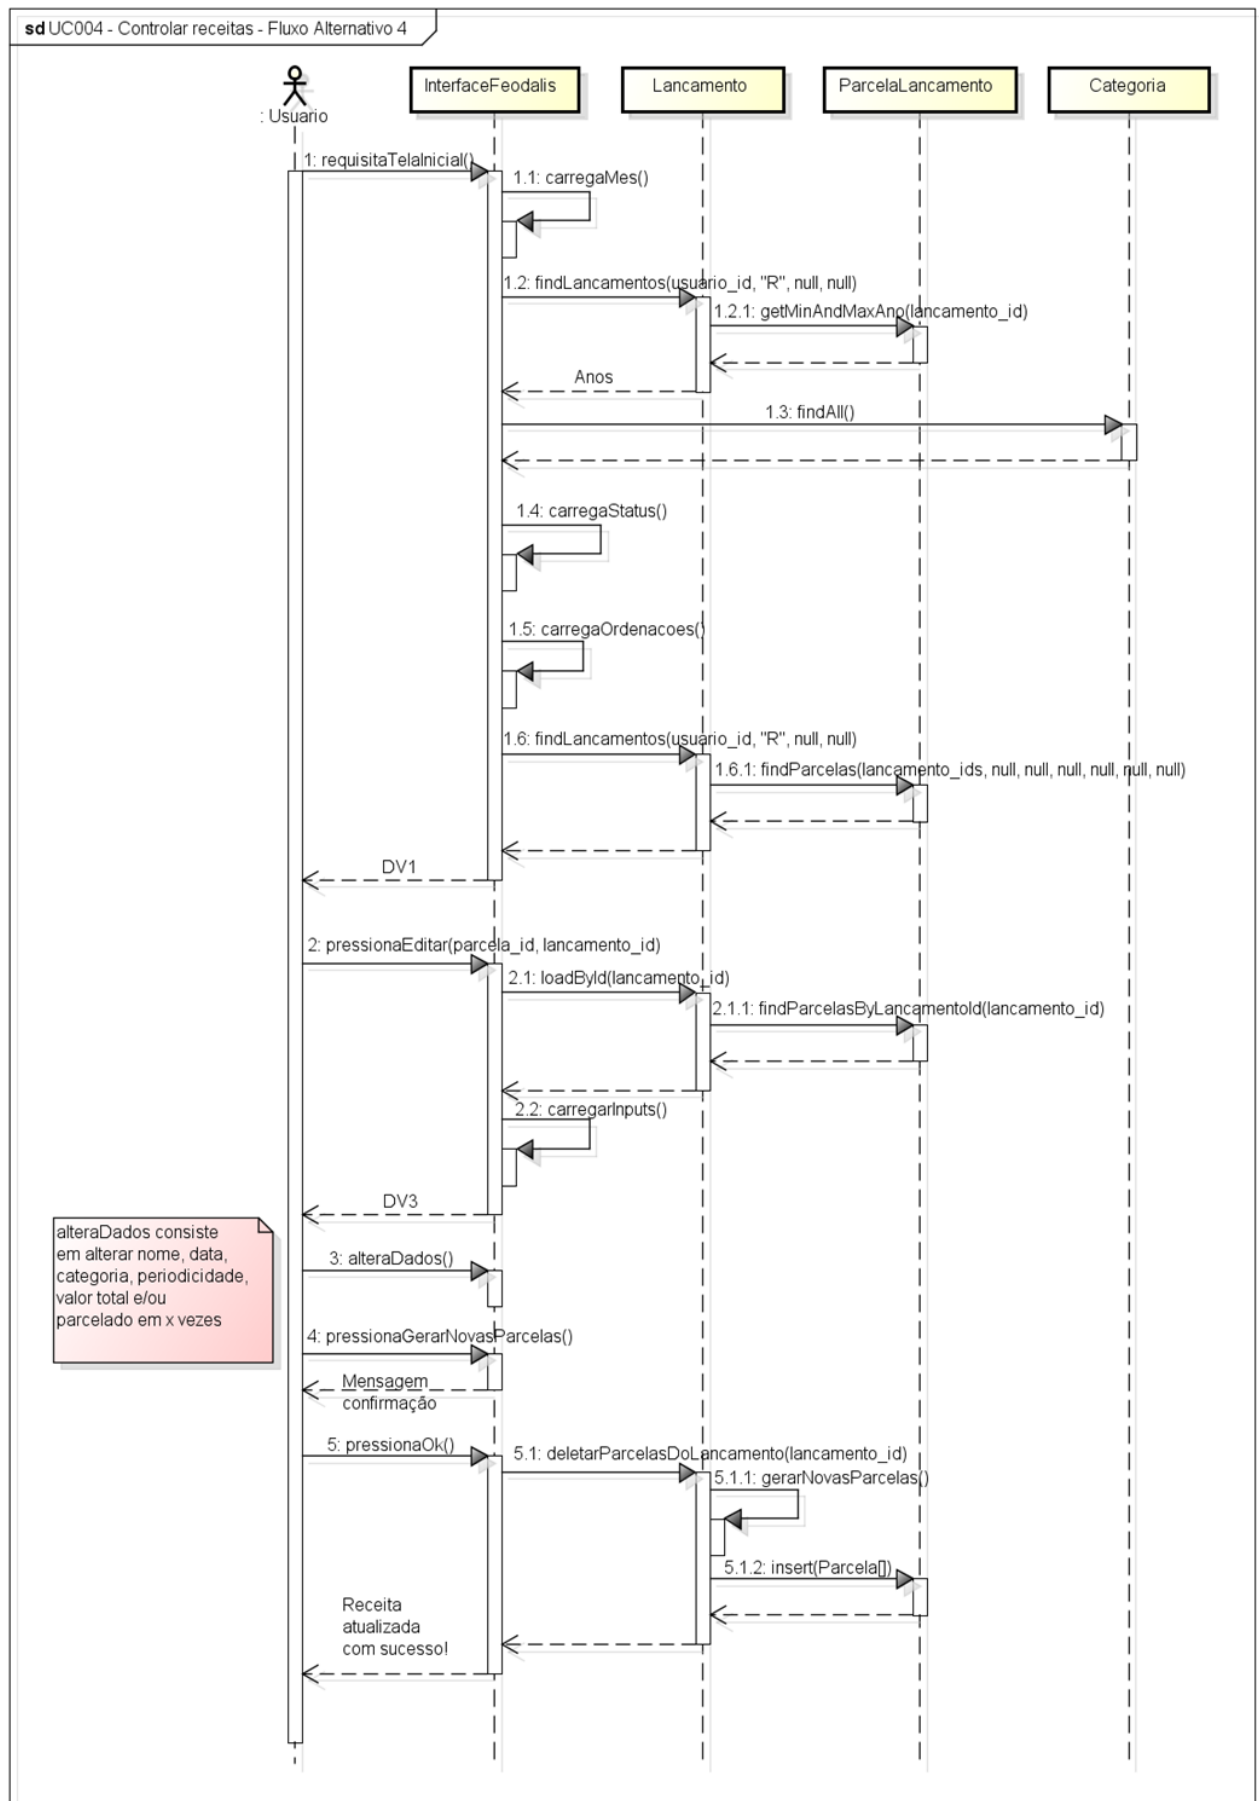 sd UC004 - Controlar receitas - Fluxo Alternativo 4
InterfaceFeodalis
Lancamento
ParcelaLancamento
Categoria
: Usuario
1: requisitaTelaInicial()
1.1: carregaMes()
1.2: findLancamentos(usuario_id, "R", null, null)
1.2.1: getMinAndMaxAno(lancamento_id)
Anos
1.3: findAll()
1.4: carregaStatus()
1.5: carregaOrdenacoes()
1.6: findLancamentos(usuario_id, "R", null, null)
1.6.1: findParcelas(lancamento_ids, null, null, null, null, null, null)
DV1
2: pressionaEditar(parcela_id, lancamento_id)
2.1: loadById(lancamento_id)
2.1.1: findParcelasByLancamentoId(lancamento_id)
2.2: carregarInputs()
DV3
alteraDados consiste
em alterar nome, data,
categoria, periodicidade,
valor total e/ou
parcelado em x vezes
3: alteraDados()
4: pressionaGerarNovasParcelas()
Mensagem
confirmação
5: pressionaOk()
5.1: deletarParcelasDoLancamento(lancamento_id)
5.1.1: gerarNovasParcelas()
5.1.2: insert(Parcela[])
Receita
atualizada
com sucesso!